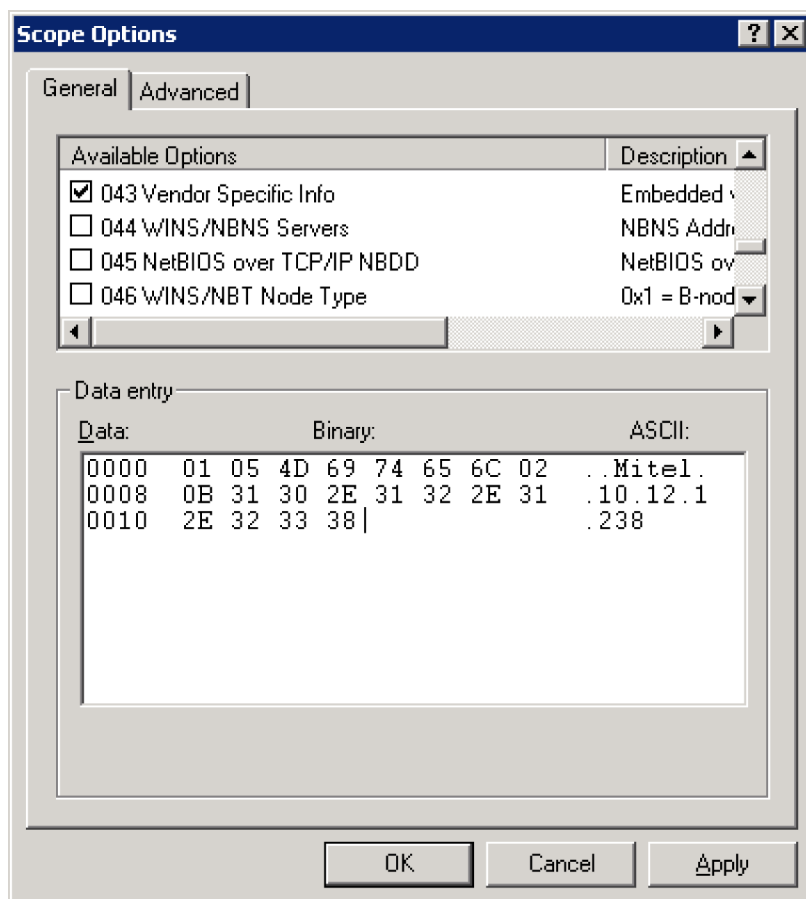 Scope Options
General Advanced
Available Options Description
043 Vendor Specific Info Embedded v
044 WINS/NBNS Servers NBNS Addr
045 NetBIOS over TCP/IP NBDD NetBIOS ov
046 WINS/NBT Node Type 0x1 = B-nod
Data entry
Data: Binary: ASCII:
0000 01 05 4D 69 74 65 6C 02 ..Mitel.
0008 0B 31 30 2E 31 32 2E 31 .10.12.1
0010 2E 32 33 38 .238
OK Cancel Apply